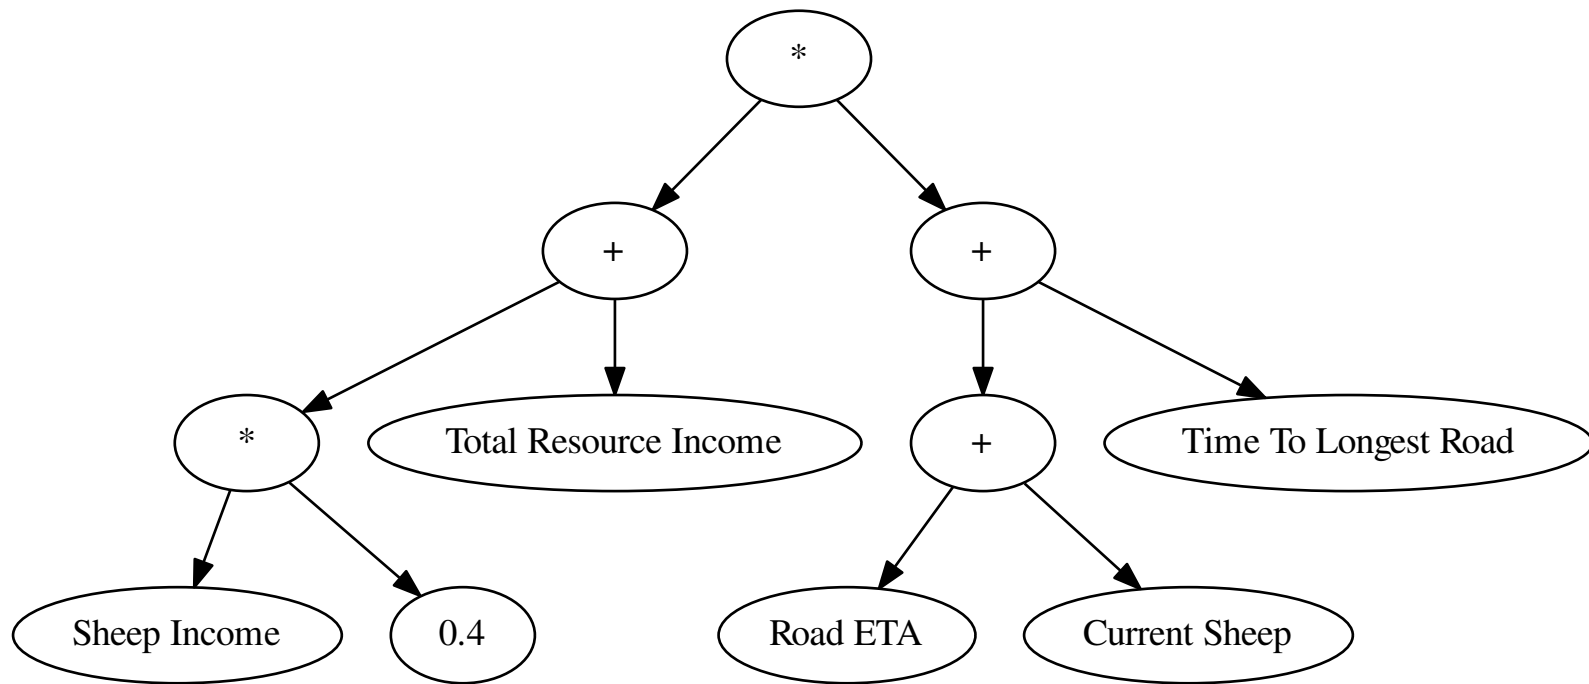 *
+
+
*
Total Resource Income
+
Time To Longest Road
Sheep Income
0.4
Road ETA
Current Sheep